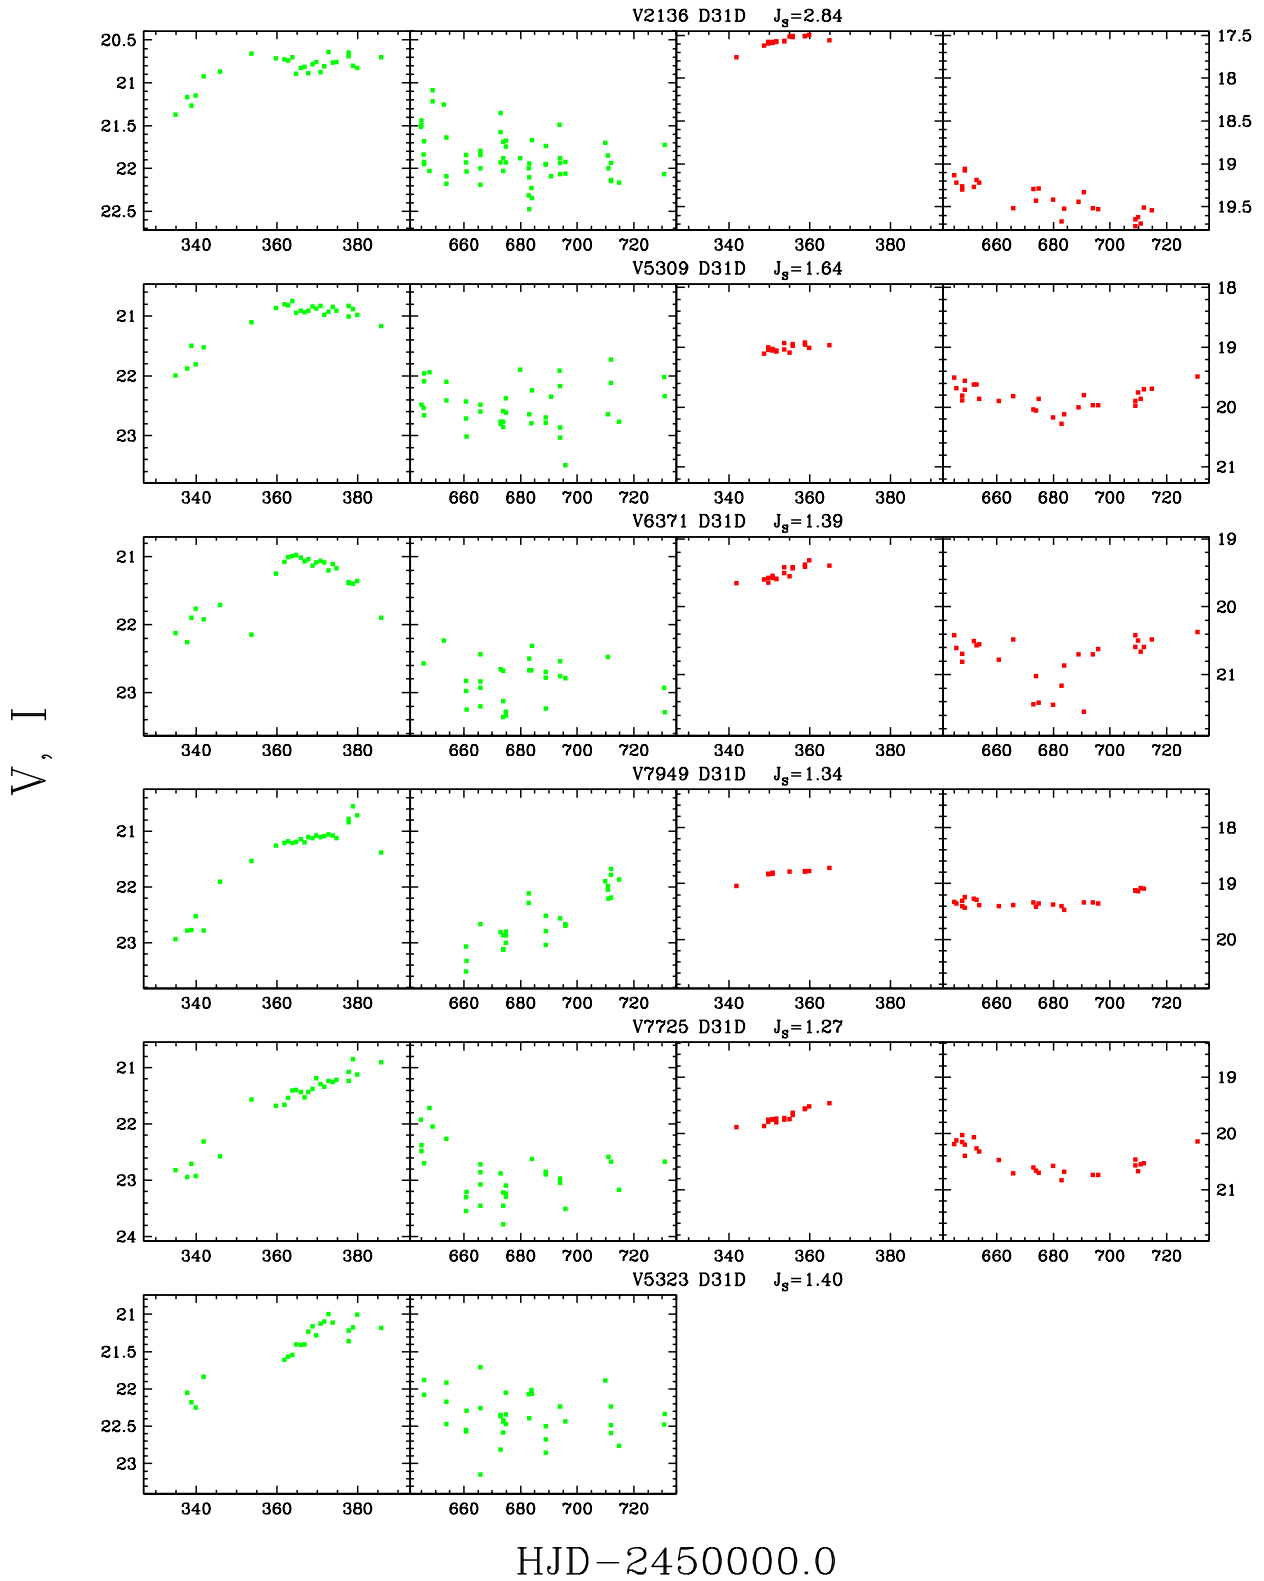 V2136 D31D J_S=2.84
20.5 21 21.5 22 22.5
17.5 18 18.5 19 19.5
340 360 380 660 680 700 720 340 360 380 660 680 700 720
V5309 D31D J_S=1.64
21 22 23
18 19 20 21
340 360 380 660 680 700 720 340 360 380 660 680 700 720
V6371 D31D J_S=1.39
21 22 23
19 20 21
340 360 380 660 680 700 720 340 360 380 660 680 700 720
V, I
V7949 D31D J_S=1.34
21 22 23
18 19 20
340 360 380 660 680 700 720 340 360 380 660 680 700 720
V7725 D31D J_S=1.27
21 22 23 24
19 20 21
340 360 380 660 680 700 720 340 360 380 660 680 700 720
V5323 D31D J_S=1.40
21 21.5 22 22.5 23
340 360 380 660 680 700 720
HJD−2450000.0